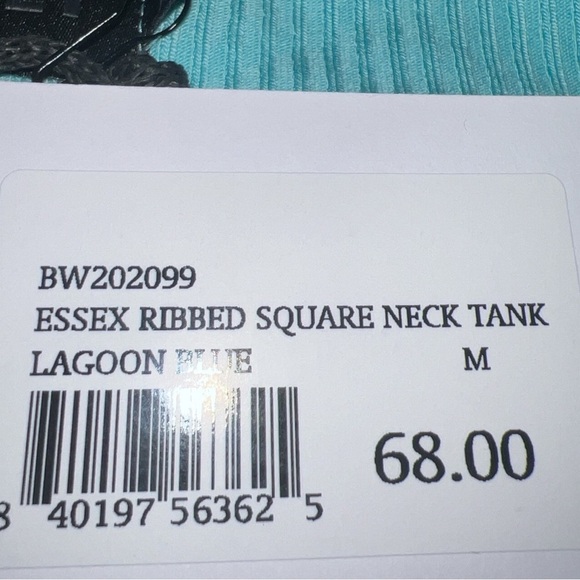 BW202099
ESSEX RIBBED SQUARE NECK TANK
LAGOON BLUE M
68.00
8 40197 56362 5